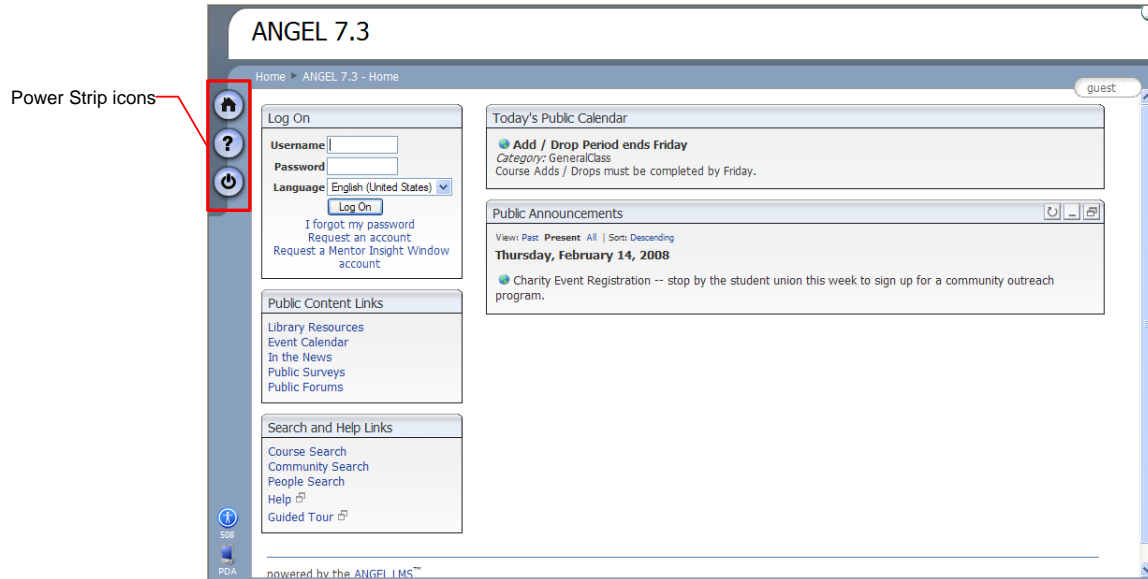 ANGEL 7.3
Home ▸ ANGEL 7.3 - Home
guest
Power Strip icons
?
Log On
Username
Password
Language English (United States)
Log On
I forgot my password
Request an account
Request a Mentor Insight Window
account
Public Content Links
Library Resources
Event Calendar
In the News
Public Surveys
Public Forums
Search and Help Links
Course Search
Community Search
People Search
Help
Guided Tour
Today's Public Calendar
Add / Drop Period ends Friday
Category: GeneralClass
Course Adds / Drops must be completed by Friday.
Public Announcements
View: Past Present All | Sort: Descending
Thursday, February 14, 2008
Charity Event Registration -- stop by the student union this week to sign up for a community outreach
program.
508
PDA
powered by the ANGEL LMS™